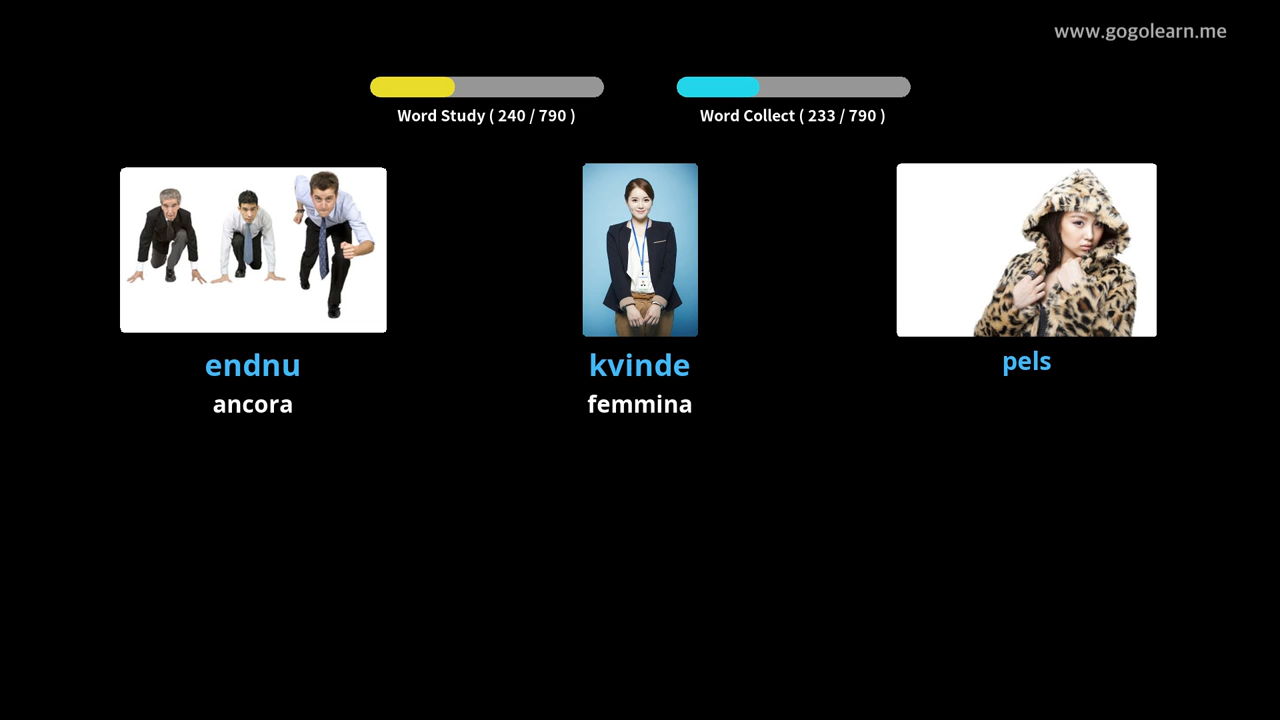 www.gogolearn.me
Word Study ( 240 / 790 )
Word Collect ( 233 / 790 )
endnu
kvinde
pels
ancora
femmina